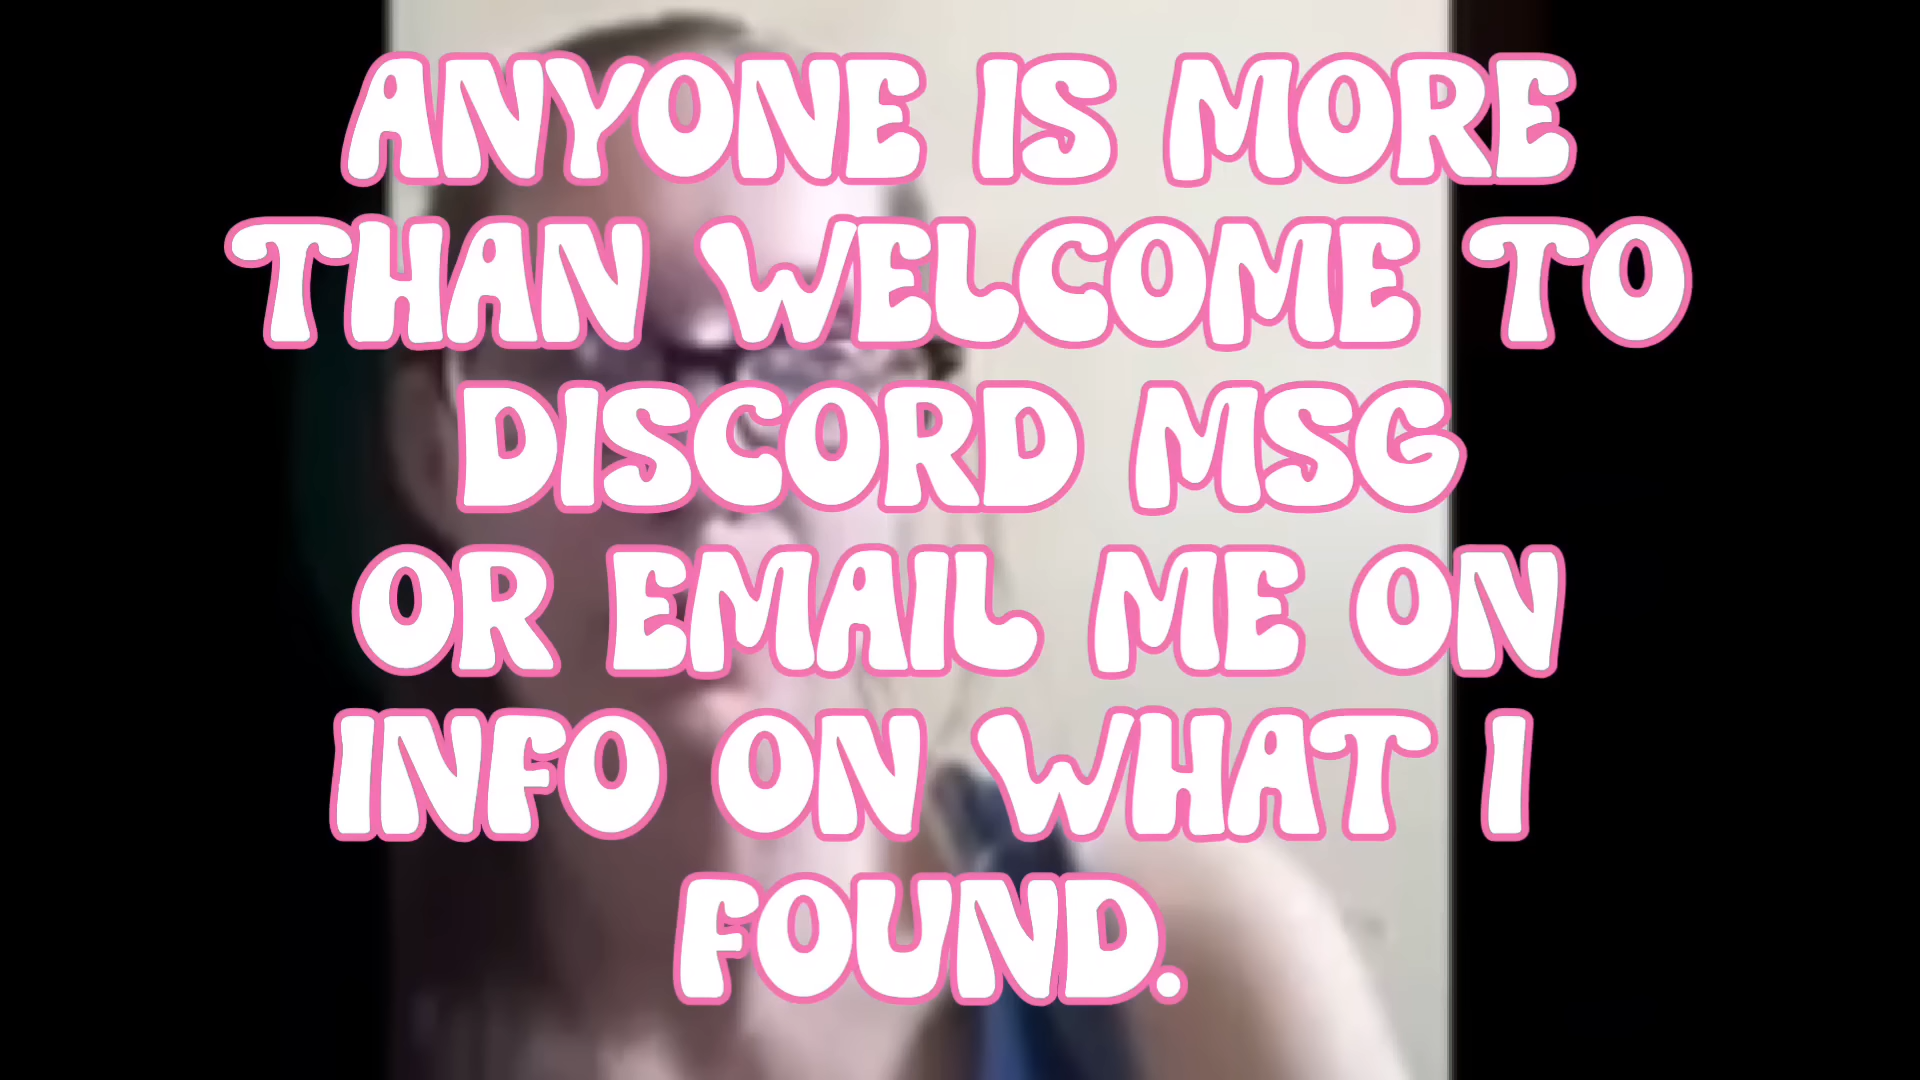 ANYONE IS MORE
THAN WELCOME TO
DISCORD MSG
OR EMAIL ME ON
INFO ON WHAT I
FOUND.